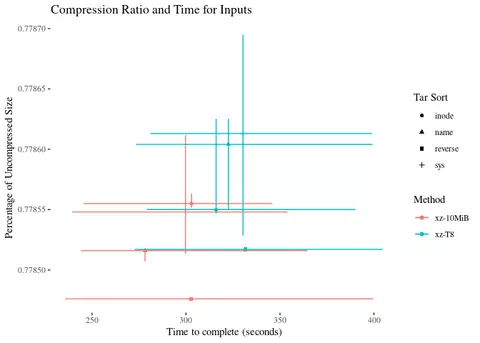 Compression Ratio and Time for Inputs
Percentage of Uncompressed Size
0.77870
0.77865
0.77860
0.77855
0.77850
250
300
350
400
Time to complete (seconds)
Tar Sort
inode
name
reverse
sys
Method
xz-10MiB
xz-T8